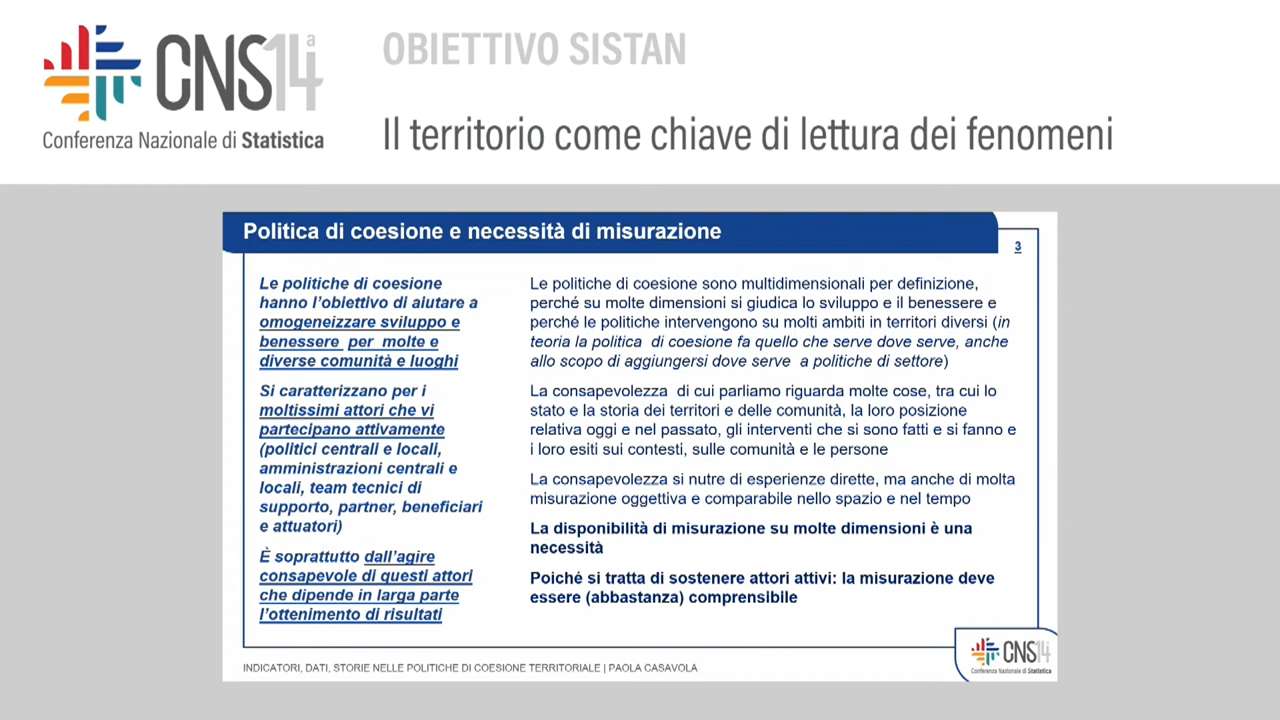 CNS14a
Conferenza Nazionale di Statistica
OBIETTIVO SISTAN
Il territorio come chiave di lettura dei fenomeni
Politica di coesione e necessità di misurazione
3
Le politiche di coesione
hanno l'obiettivo di aiutare a
omogeneizzare sviluppo e
benessere per molte e
diverse comunità e luoghi
Si caratterizzano per i
moltissimi attori che vi
partecipano attivamente
(politici centrali e locali,
amministrazioni centrali e
locali, team tecnici di
supporto, partner, beneficiari
e attuatori)
È soprattutto dall'agire
consapevole di questi attori
che dipende in larga parte
l'ottenimento di risultati
Le politiche di coesione sono multidimensionali per definizione,
perché su molte dimensioni si giudica lo sviluppo e il benessere e
perché le politiche intervengono su molti ambiti in territori diversi (in
teoria la politica di coesione fa quello che serve dove serve, anche
allo scopo di aggiungersi dove serve a politiche di settore)
La consapevolezza di cui parliamo riguarda molte cose, tra cui lo
stato e la storia dei territori e delle comunità, la loro posizione
relativa oggi e nel passato, gli interventi che si sono fatti e si fanno e
i loro esiti sui contesti, sulle comunità e le persone
La consapevolezza si nutre di esperienze dirette, ma anche di molta
misurazione oggettiva e comparabile nello spazio e nel tempo
La disponibilità di misurazione su molte dimensioni è una
necessità
Poiché si tratta di sostenere attori attivi: la misurazione deve
essere (abbastanza) comprensibile
INDICATORI, DATI, STORIE NELLE POLITICHE DI COESIONE TERRITORIALE | PAOLA CASAVOLA
CNS14a
Conferenza Nazionale di Statistica